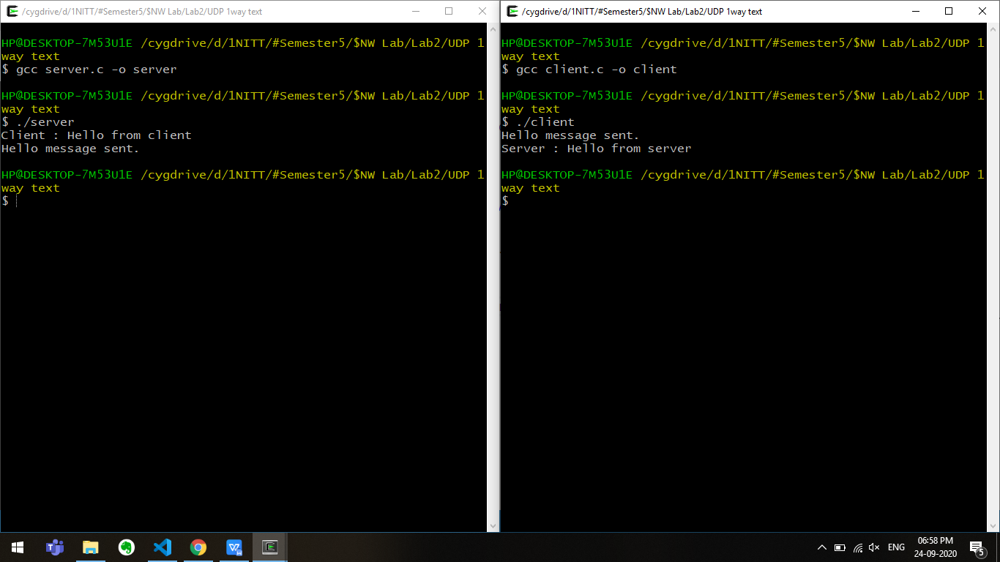 /cygdrive/d/1NITT/#Semester5/$NW Lab/Lab2/UDP 1way text
HP@DESKTOP-7M53U1E /cygdrive/d/1NITT/#Semester5/$NW Lab/Lab2/UDP 1
way text
$ gcc server.c -o server
HP@DESKTOP-7M53U1E /cygdrive/d/1NITT/#Semester5/$NW Lab/Lab2/UDP 1
way text
$ ./server
Client : Hello from client
Hello message sent.
HP@DESKTOP-7M53U1E /cygdrive/d/1NITT/#Semester5/$NW Lab/Lab2/UDP 1
way text
$
/cygdrive/d/1NITT/#Semester5/$NW Lab/Lab2/UDP 1way text
HP@DESKTOP-7M53U1E /cygdrive/d/1NITT/#Semester5/$NW Lab/Lab2/UDP 1
way text
$ gcc client.c -o client
HP@DESKTOP-7M53U1E /cygdrive/d/1NITT/#Semester5/$NW Lab/Lab2/UDP 1
way text
$ ./client
Hello message sent.
Server : Hello from server
HP@DESKTOP-7M53U1E /cygdrive/d/1NITT/#Semester5/$NW Lab/Lab2/UDP 1
way text
$
ENG
06:58 PM
24-09-2020
5